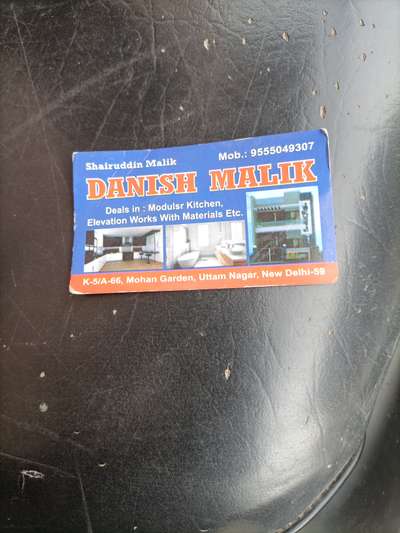 Shairuddin Malik
Mob.: 9555049307
DANISH MALIK
Deals in : Modulsr Kitchen,
Elevation Works With Materials Etc.
K-5/A-66, Mohan Garden, Uttam Nagar, New Delhi-59